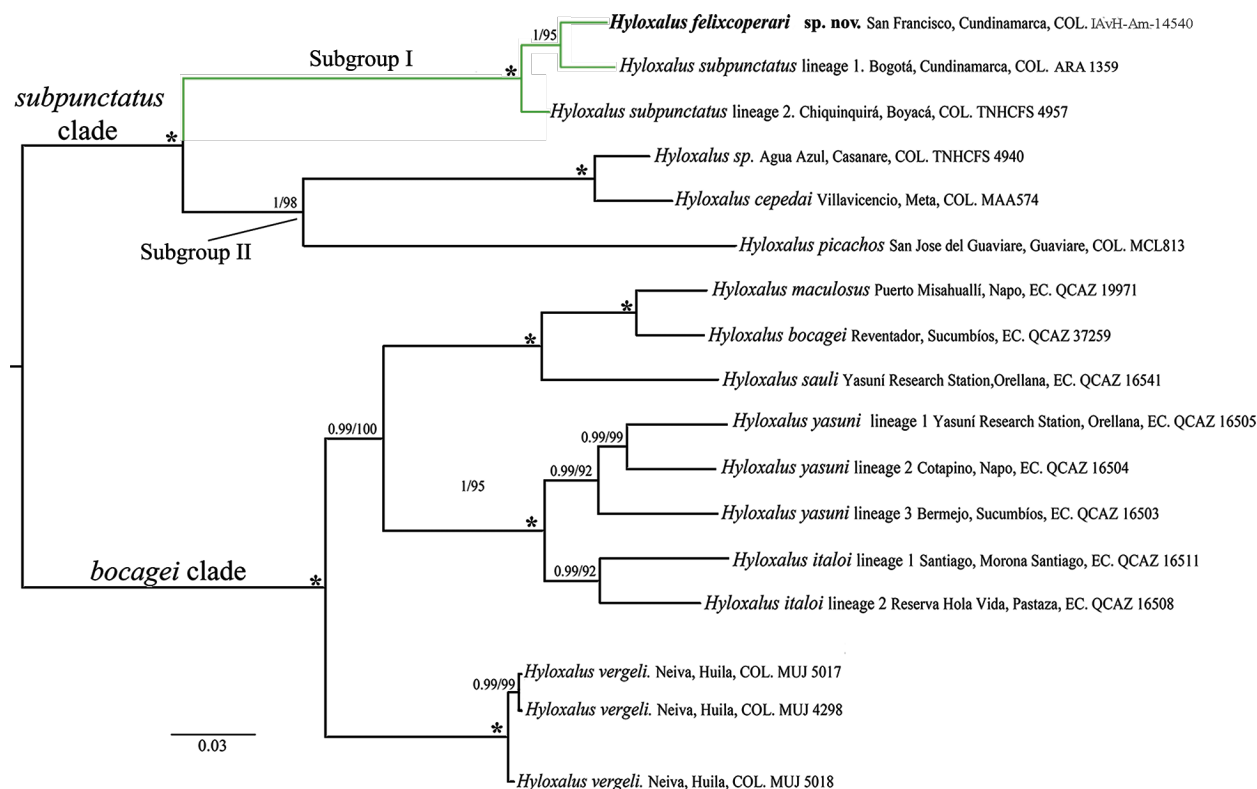 Hyloxalus felixcoperari sp. nov. San Francisco, Cundinamarca, COL. IAvH-Am-14540
1/95
Subgroup I
*
Hyloxalus subpunctatus lineage 1. Bogotá, Cundinamarca, COL. ARA 1359
subpunctatus
clade
*
Hyloxalus subpunctatus lineage 2. Chiquinquirá, Boyacá, COL. TNHCFS 4957
Hyloxalus sp. Agua Azul, Casanare, COL. TNHCFS 4940
*
1/98
Hyloxalus cepedai Villavicencio, Meta, COL. MAA574
Subgroup II
Hyloxalus picachos San Jose del Guaviare, Guaviare, COL. MCL813
Hyloxalus maculosus Puerto Misahuallí, Napo, EC. QCAZ 19971
*
*
Hyloxalus bocagei Reventador, Sucumbíos, EC. QCAZ 37259
Hyloxalus sauli Yasuní Research Station,Orellana, EC. QCAZ 16541
0.99/100
Hyloxalus yasuni lineage 1 Yasuní Research Station, Orellana, EC. QCAZ 16505
0.99/99
0.99/92
Hyloxalus yasuni lineage 2 Cotapino, Napo, EC. QCAZ 16504
1/95
*
Hyloxalus yasuni lineage 3 Bermejo, Sucumbíos, EC. QCAZ 16503
Hyloxalus italoi lineage 1 Santiago, Morona Santiago, EC. QCAZ 16511
0.99/92
bocagei clade
*
Hyloxalus italoi lineage 2 Reserva Hola Vida, Pastaza, EC. QCAZ 16508
Hyloxalus vergeli. Neiva, Huila, COL. MUJ 5017
0.99/99
Hyloxalus vergeli. Neiva, Huila, COL. MUJ 4298
*
0.03
Hyloxalus vergeli. Neiva, Huila, COL. MUJ 5018